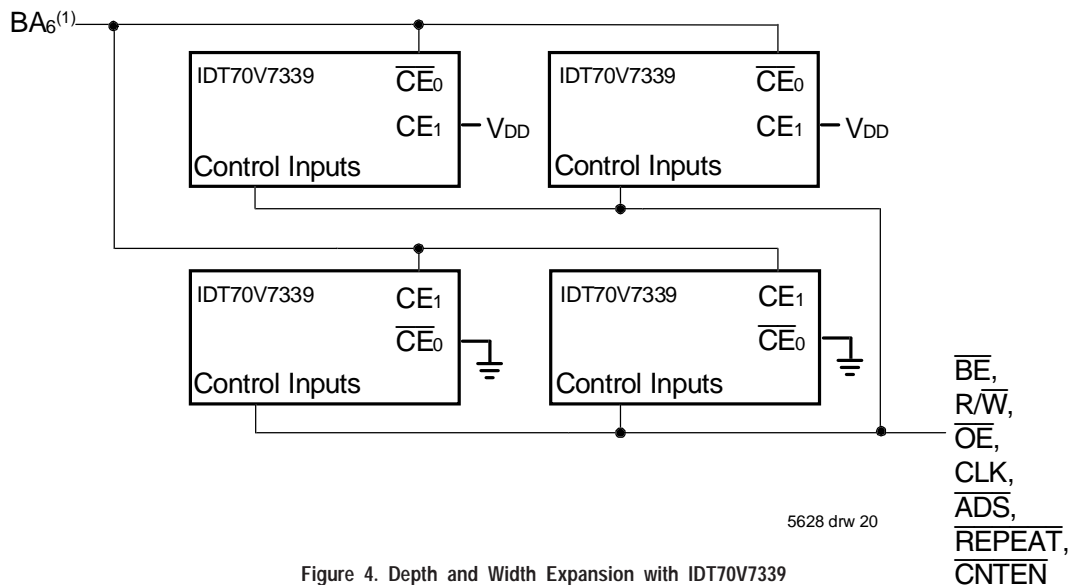 BA6(1)
IDT70V7339
CE0
CE1
VDD
Control Inputs
IDT70V7339
CE0
CE1
VDD
Control Inputs
IDT70V7339
CE1
CE0
Control Inputs
IDT70V7339
CE1
CE0
Control Inputs
BE,
R/W,
OE,
CLK,
ADS,
REPEAT,
CNTEN
5628 drw 20
Figure 4. Depth and Width Expansion with IDT70V7339